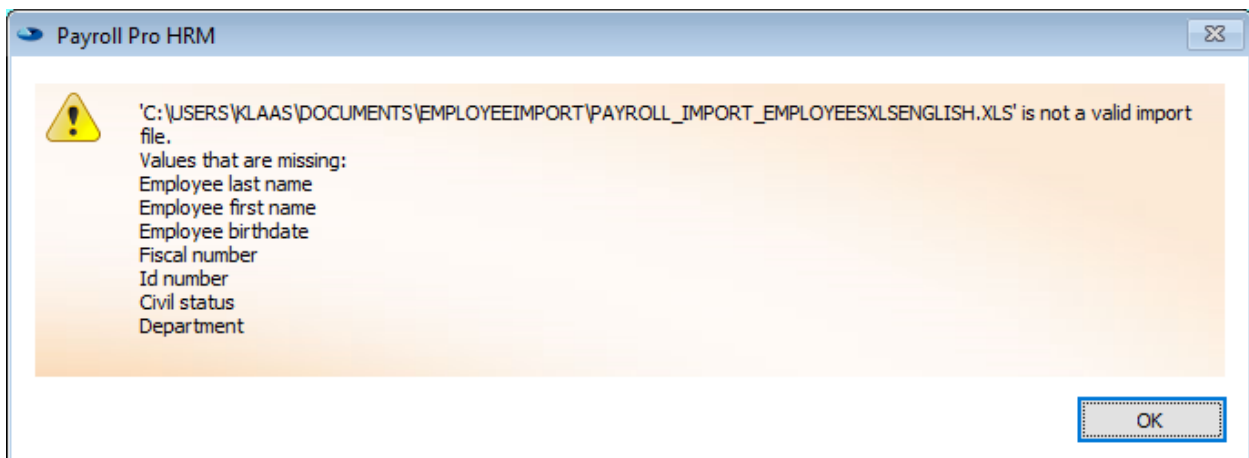 Payroll Pro HRM
'C:\USERS\KLAAS\DOCUMENTS\EMPLOYEEIMPORT\PAYROLL_IMPORT_EMPLOYEESXLSENGLISH.XLS' is not a valid import
file.
Values that are missing:
Employee last name
Employee first name
Employee birthdate
Fiscal number
Id number
Civil status
Department
OK